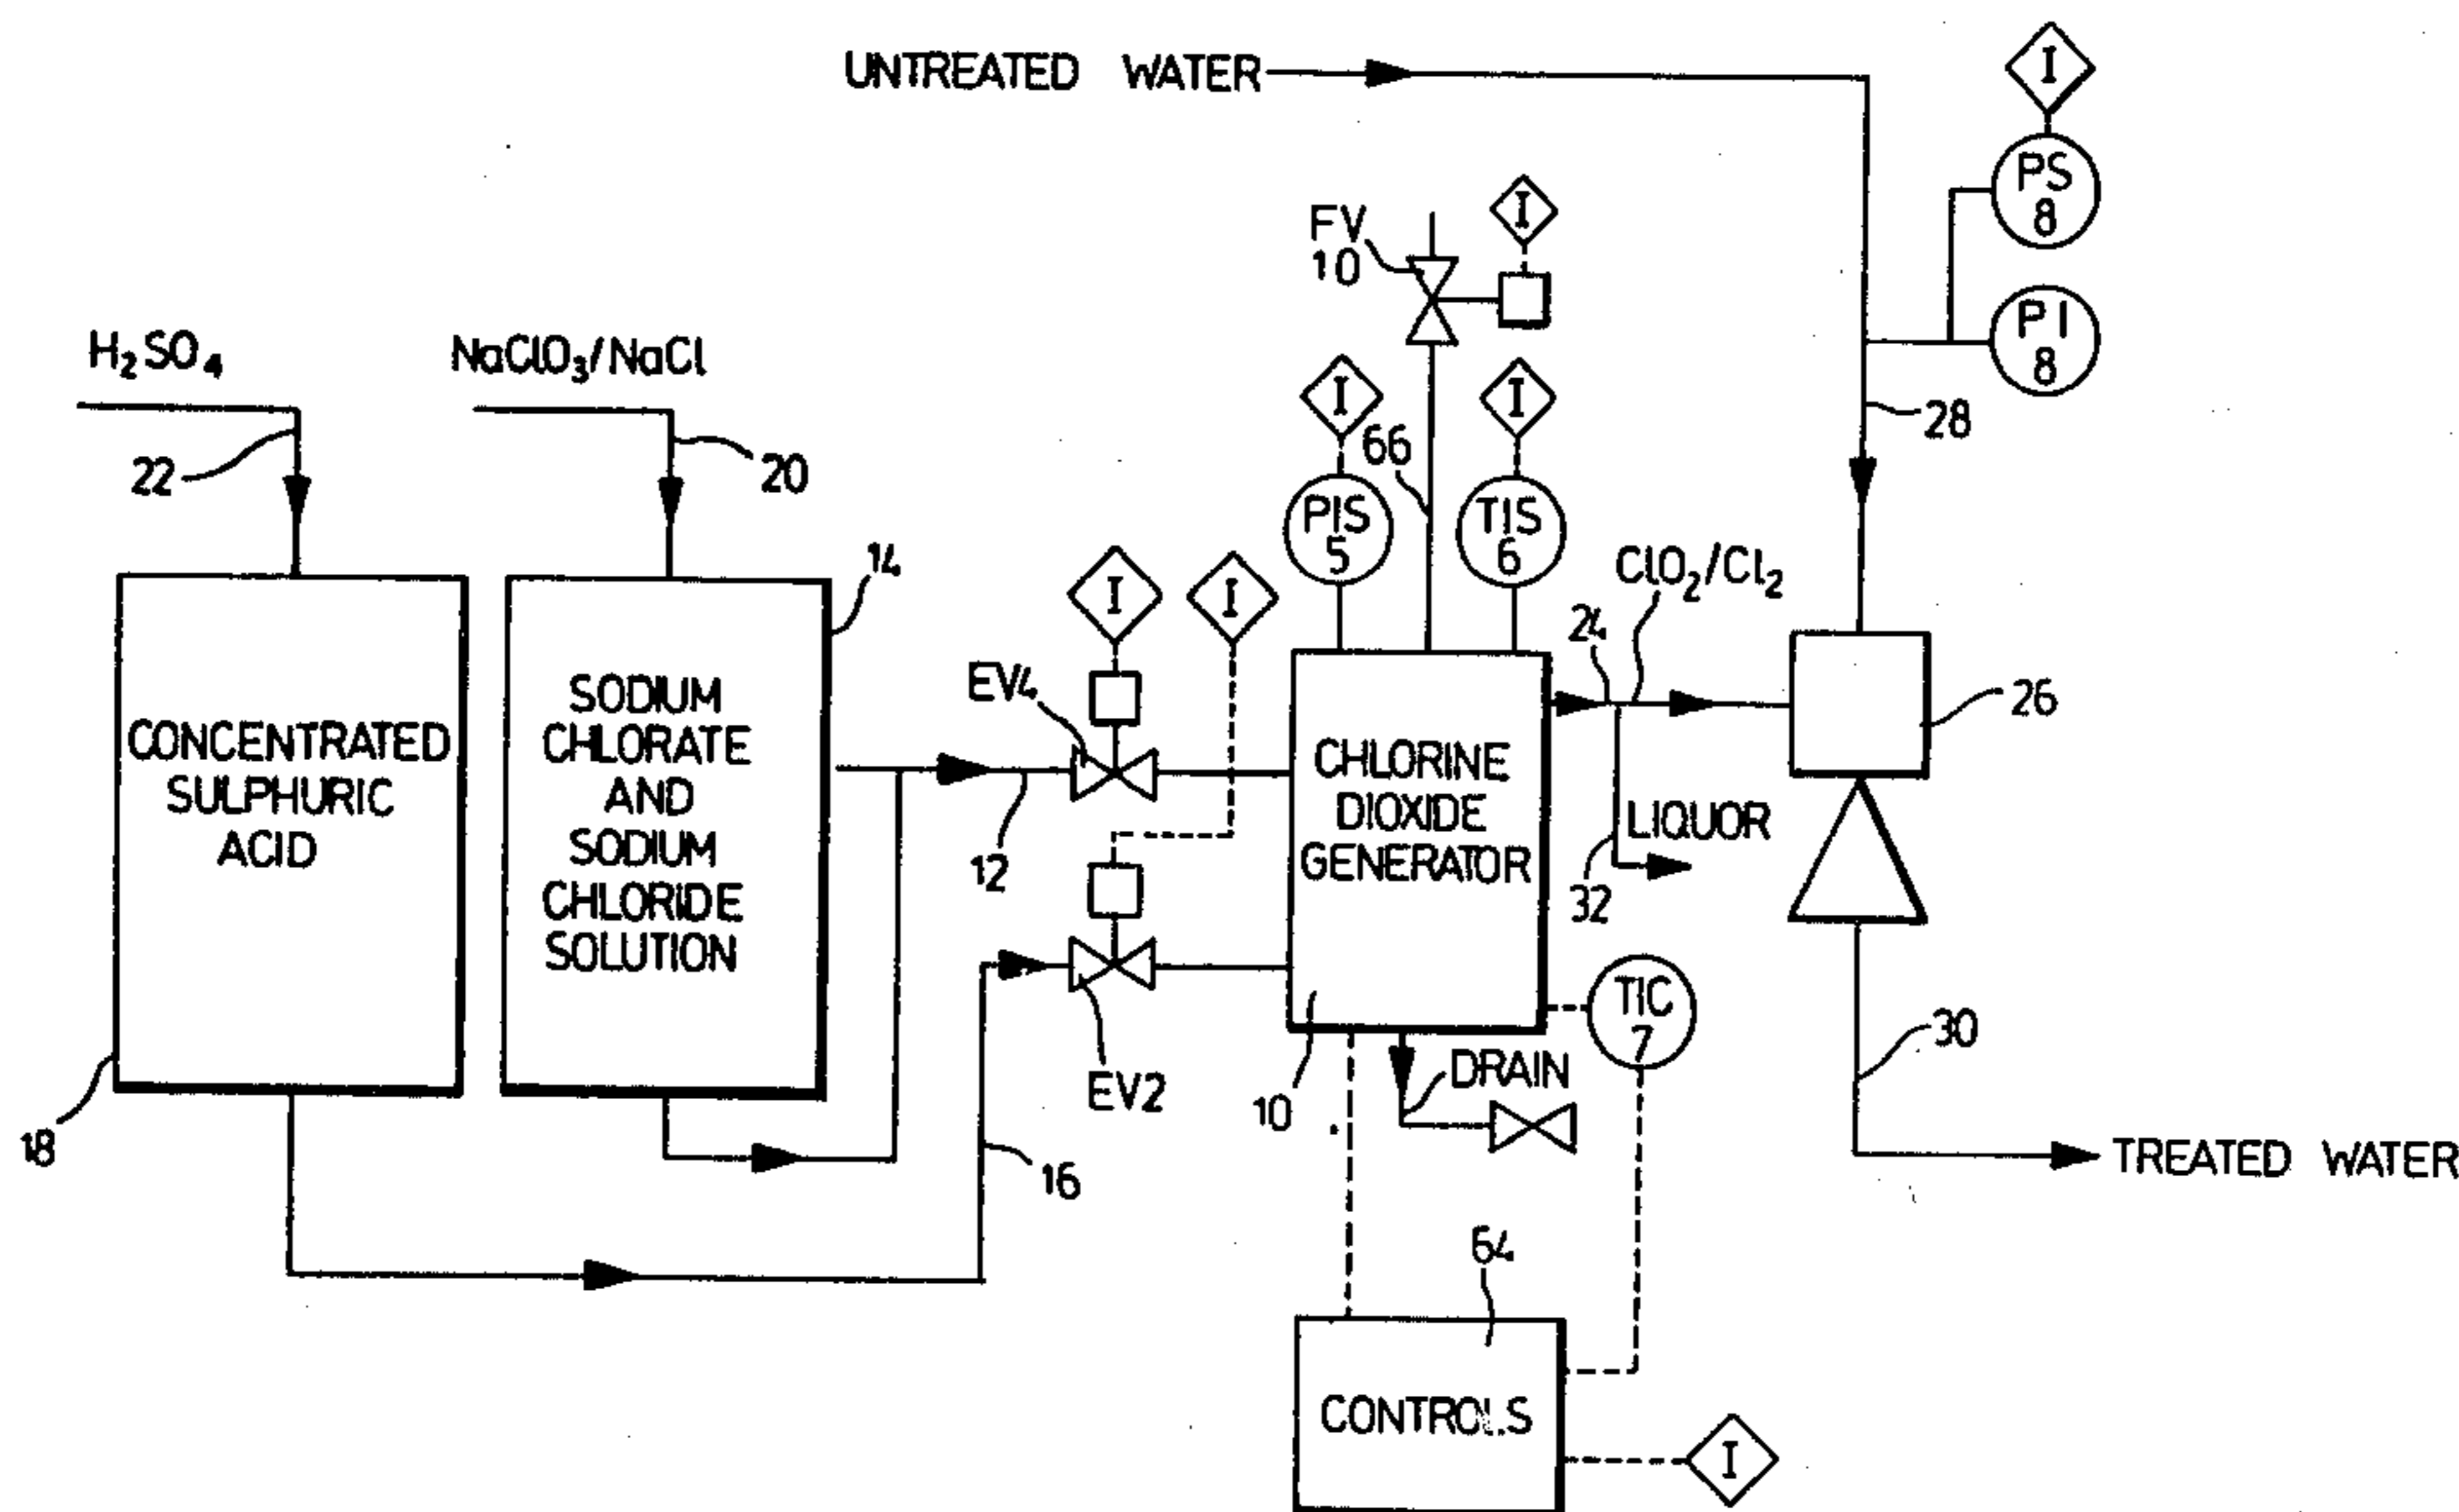 UNTREATED WATER
I
PS
8
FV
10
I
PI
8
H₂SO₄
NaClO₃/NaCl
22
20
28
I
I
66
PIS
5
TIS
6
14
I
I
ClO₂/Cl₂
24
EV4
26
CONCENTRATED
SULPHURIC
ACID
SODIUM
CHLORATE
AND
SODIUM
CHLORIDE
SOLUTION
CHLORINE
DIOXIDE
GENERATOR
LIQUOR
12
32
TIC
7
30
18
16
EV2
10
DRAIN
TREATED WATER
64
CONTROLS
I